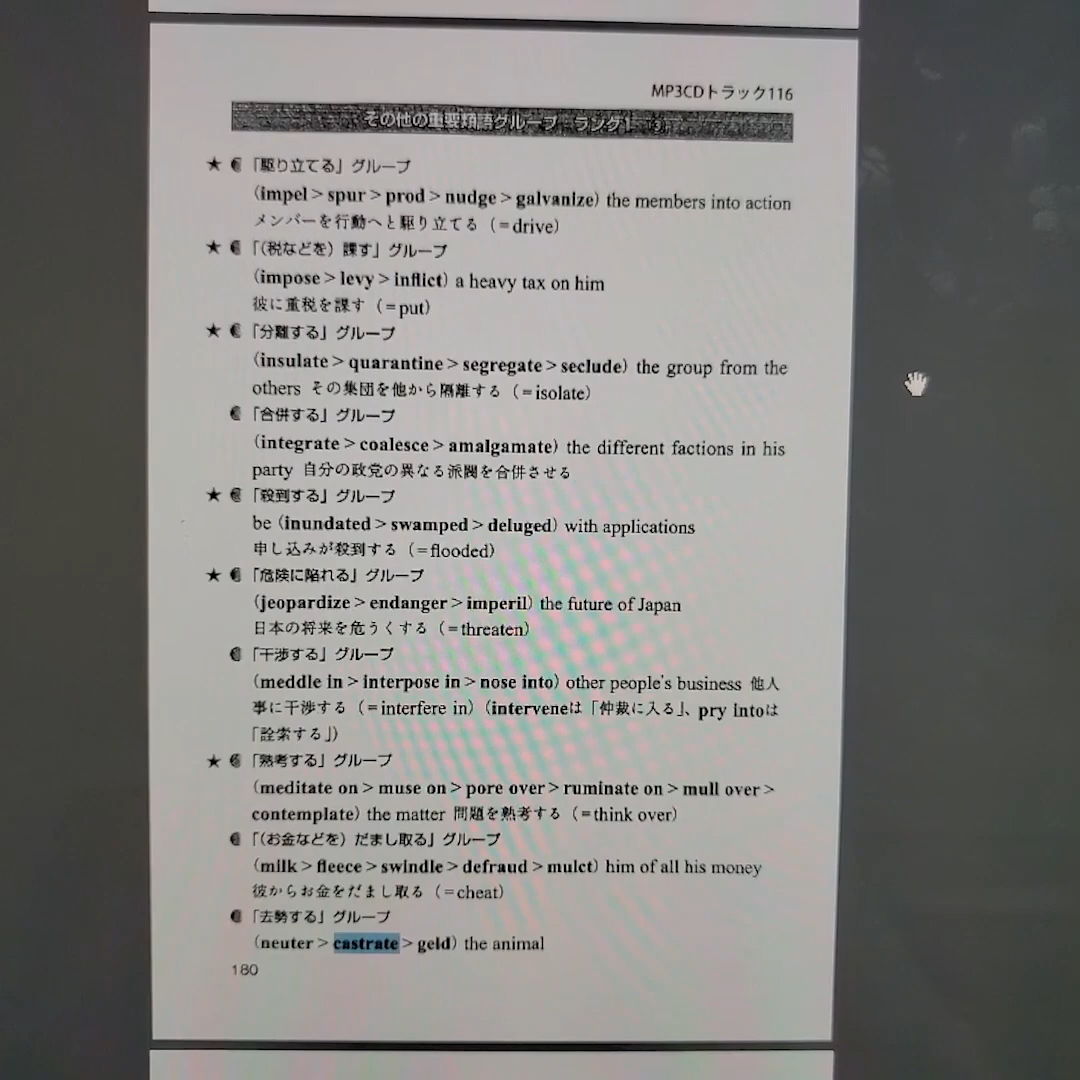 MP3CDトラック116
その他の重要類語グループ ランク1
★ 「駆り立てる」グループ
(impel > spur > prod > nudge > galvanize) the members into action
メンバーを行動へと駆り立てる (=drive)
★ 「(税などを) 課す」グループ
(impose > levy > inflict) a heavy tax on him
彼に重税を課す (=put)
★ 「分離する」グループ
(insulate > quarantine > segregate > seclude) the group from the
others その集団を他から隔離する (=isolate)
「合併する」グループ
(integrate > coalesce > amalgamate) the different factions in his
party 自分の政党の異なる派閥を合併させる
★ 「殺到する」グループ
be (inundated > swamped > deluged) with applications
申し込みが殺到する (=flooded)
★ 「危険に陥れる」グループ
(jeopardize > endanger > imperil) the future of Japan
日本の将来を危うくする (=threaten)
「干渉する」グループ
(meddle in > interpose in > nose into) other people's business 他人
事に干渉する (=interfere in) (interveneは「仲裁に入る」、pry intoは
「詮索する」)
★ 「熟考する」グループ
(meditate on > muse on > pore over > ruminate on > mull over >
contemplate) the matter 問題を熟考する (=think over)
「(お金などを) だまし取る」グループ
(milk > fleece > swindle > defraud > mulct) him of all his money
彼からお金をだまし取る (=cheat)
「去勢する」グループ
(neuter > castrate > geld) the animal
180